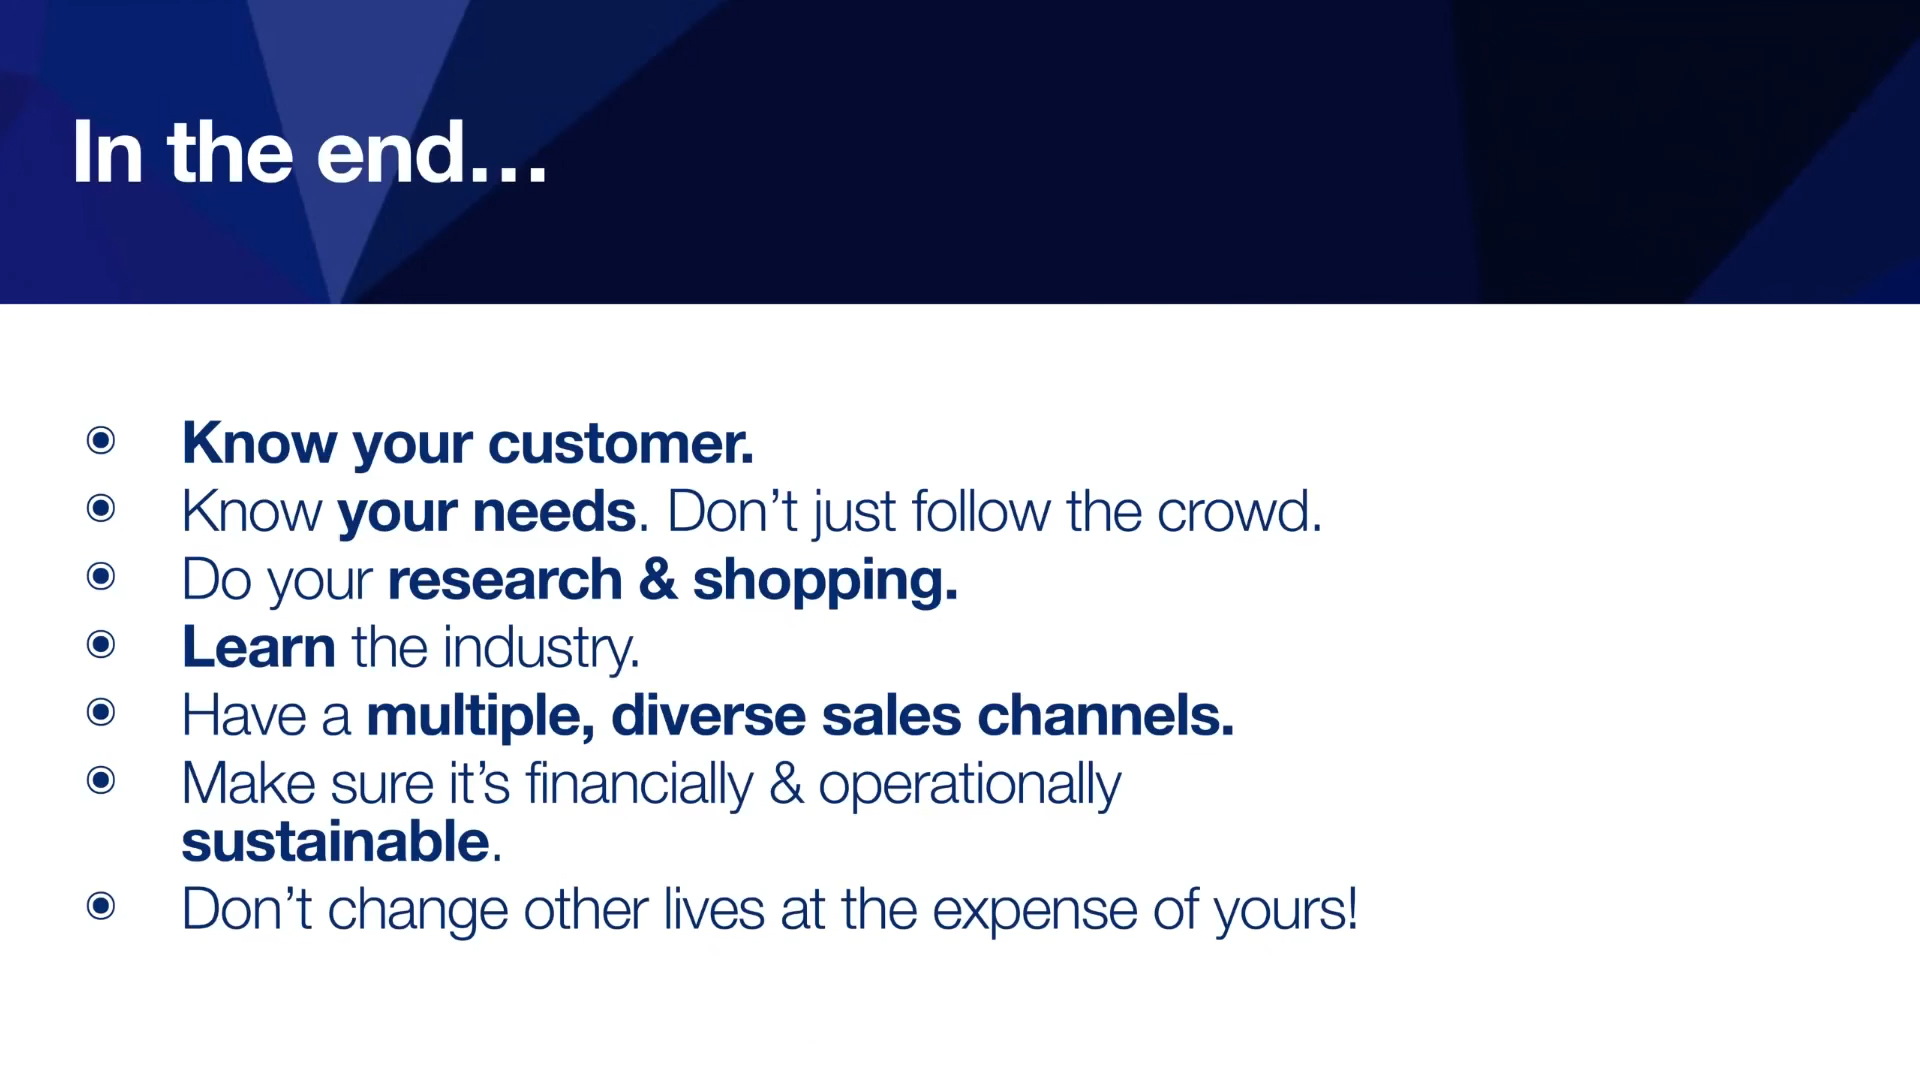 In the end...
Know your customer.
Know your needs. Don't just follow the crowd.
Do your research & shopping.
Learn the industry.
Have a multiple, diverse sales channels.
Make sure it's financially & operationally
sustainable.
Don't change other lives at the expense of yours!